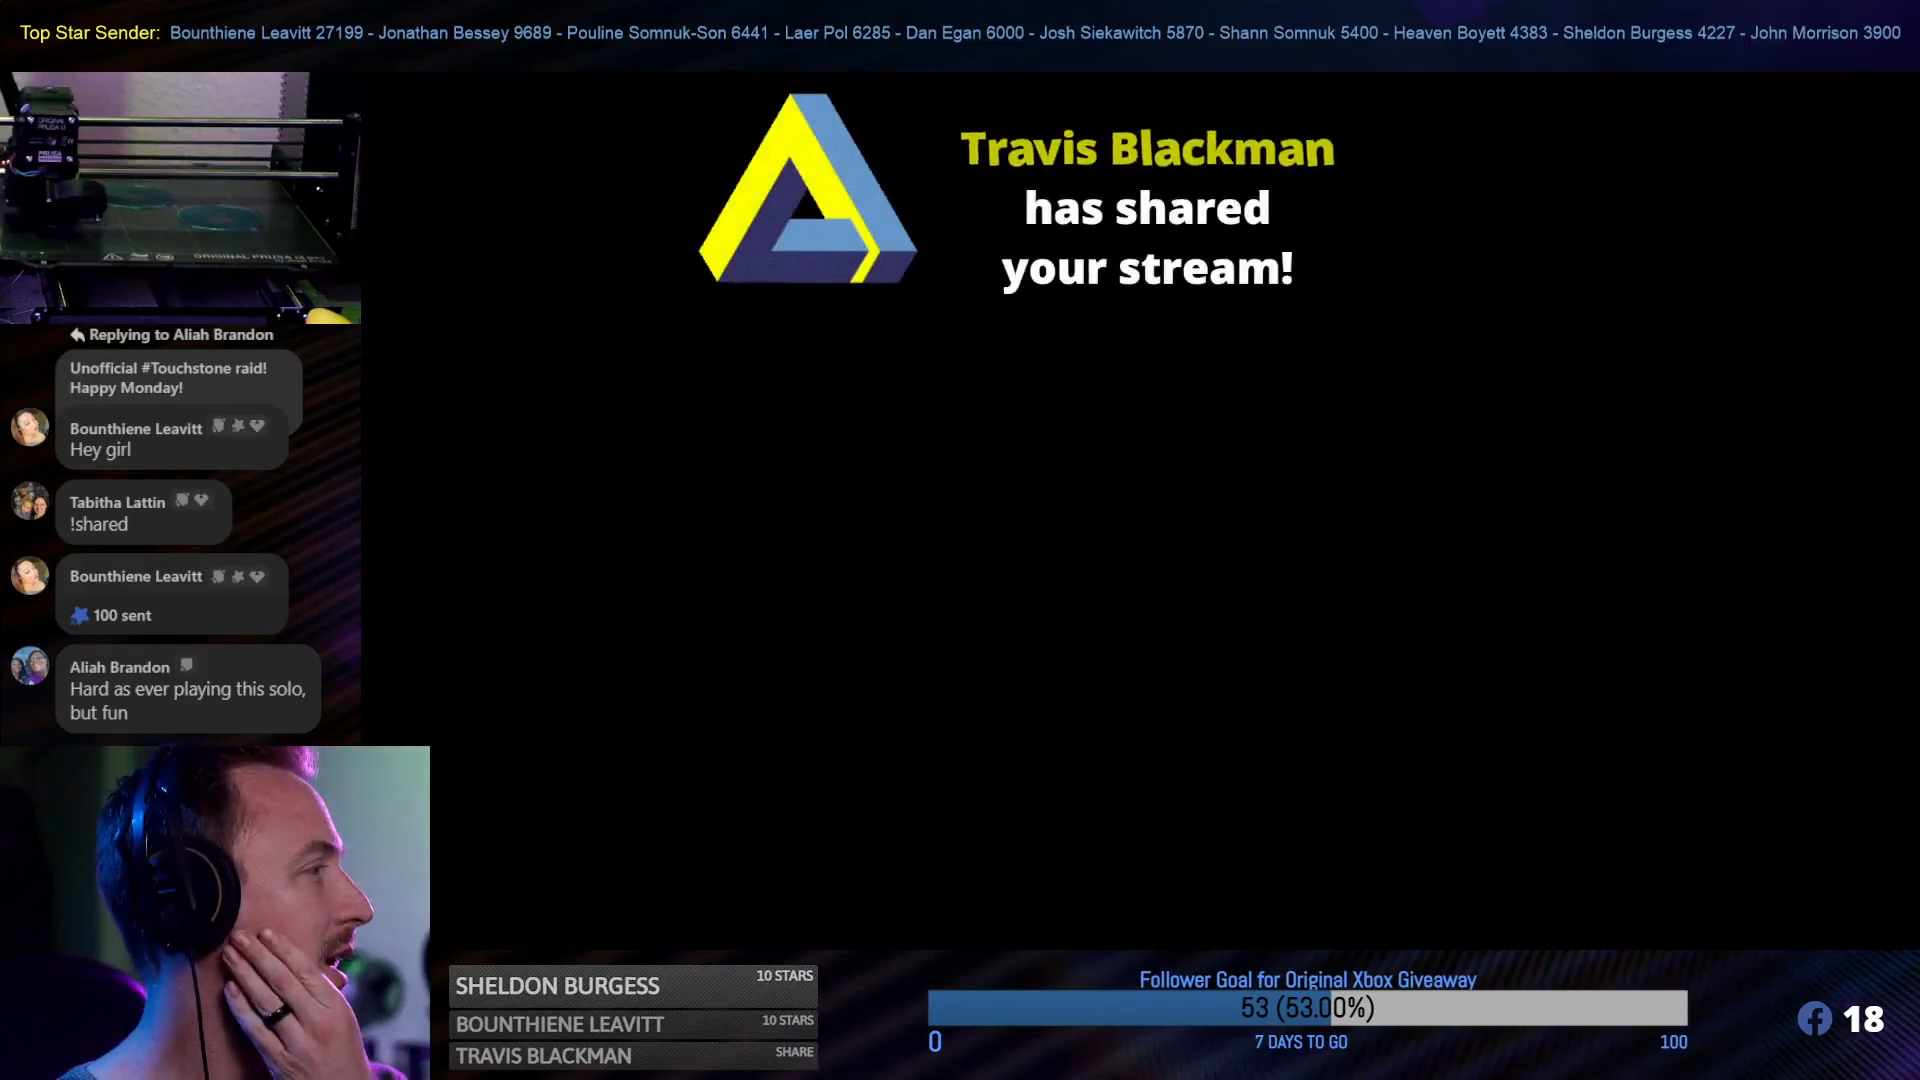 Top Star Sender: Bounthiene Leavitt 27199 - Jonathan Bessey 9689 - Pouline Somnuk-Son 6441 - Laer Pol 6285 - Dan Egan 6000 - Josh Siekawitch 5870 - Shann Somnuk 5400 - Heaven Boyett 4383 - Sheldon Burgess 4227 - John Morrison 3900
Travis Blackman
has shared
your stream!
ORIGINAL
PRUSA
ORIGINAL PRUSA
Replying to Aliah Brandon
Unofficial #Touchstone raid!
Happy Monday!
Bounthiene Leavitt
Hey girl
Tabitha Lattin
!shared
Bounthiene Leavitt
100 sent
Aliah Brandon
Hard as ever playing this solo,
but fun
SHELDON BURGESS 10 STARS
BOUNTHIENE LEAVITT 10 STARS
TRAVIS BLACKMAN SHARE
Follower Goal for Original Xbox Giveaway
53 (53.00%)
0 7 DAYS TO GO 100
18